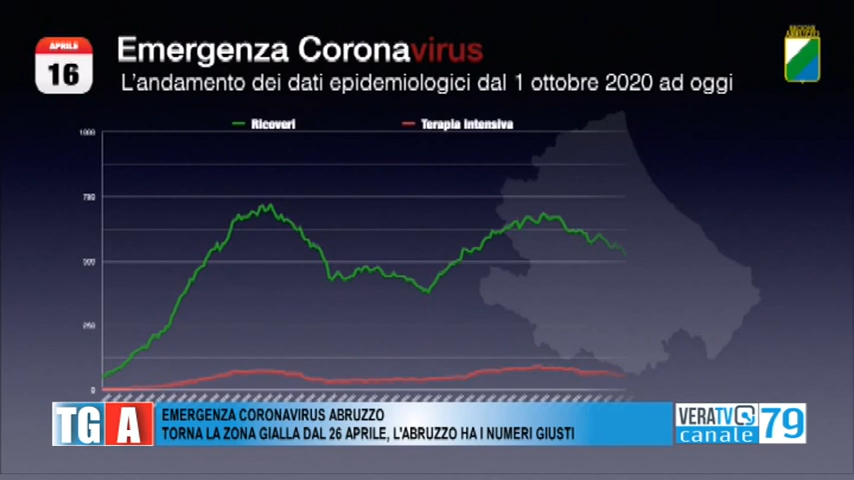 APRILE
16
Emergenza Coronavirus
L'andamento dei dati epidemiologici dal 1 ottobre 2020 ad oggi
Ricoveri
Terapia Intensiva
1000
750
500
250
0
TG A
EMERGENZA CORONAVIRUS ABRUZZO
TORNA LA ZONA GIALLA DAL 26 APRILE, L'ABRUZZO HA I NUMERI GIUSTI
VERATV
canale 79